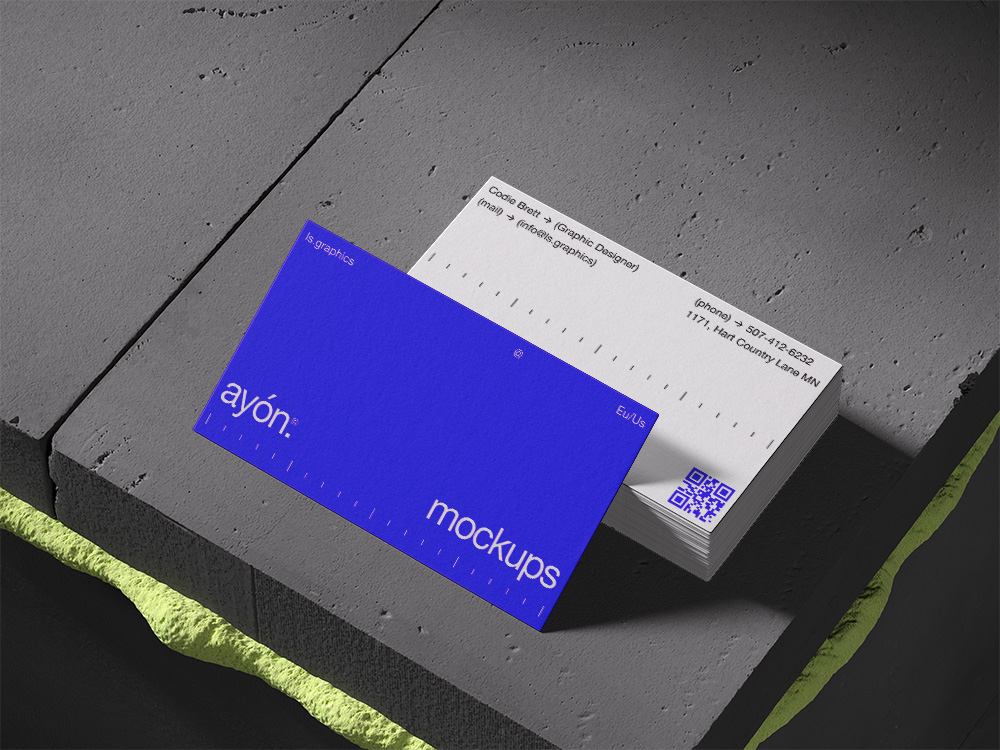 ls.graphics
@
Eu/Us
ayón.©
mockups
Codie Brett → (Graphic Designer)
(mail) → (info@ls.graphics)
(phone) → 507-412-6232
1171, Hart Country Lane MN